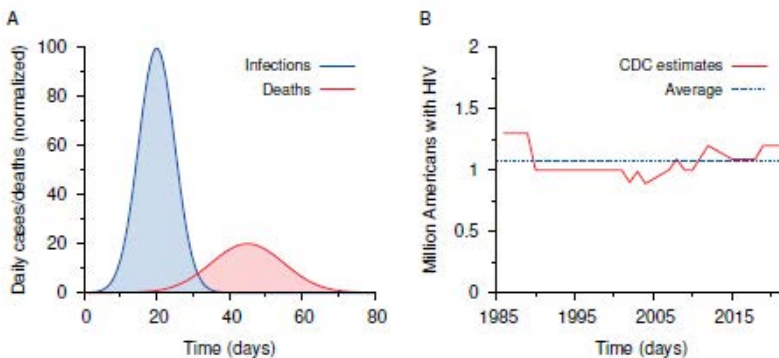 A
Daily cases/deaths (normalized)
100
80
60
40
20
0
Infections
Deaths
0 20 40 60 80
Time (days)
B
Million Americans with HIV
2
1.5
1
0.5
0
CDC estimates
Average
1985 1995 2005 2015
Time (days)